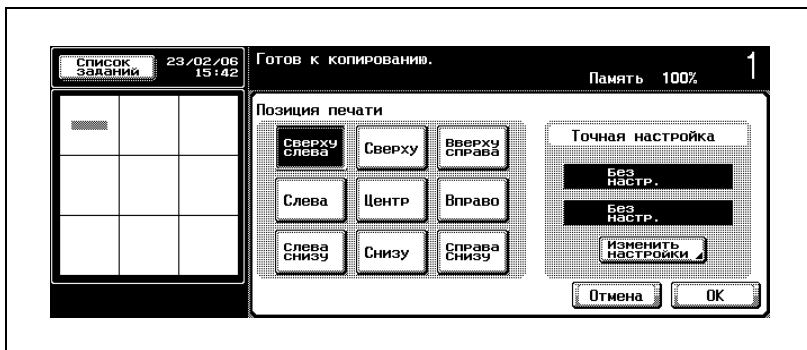 Список заданий
23/02/06
15:42
Готов к копированию.
Память 100%
1
Позиция печати
Сверху слева
Сверху
Вверху справа
Слева
Центр
Вправо
Слева снизу
Снизу
Справа снизу
Точная настройка
Без настр.
Без настр.
Изменить настройки
Отмена
OK